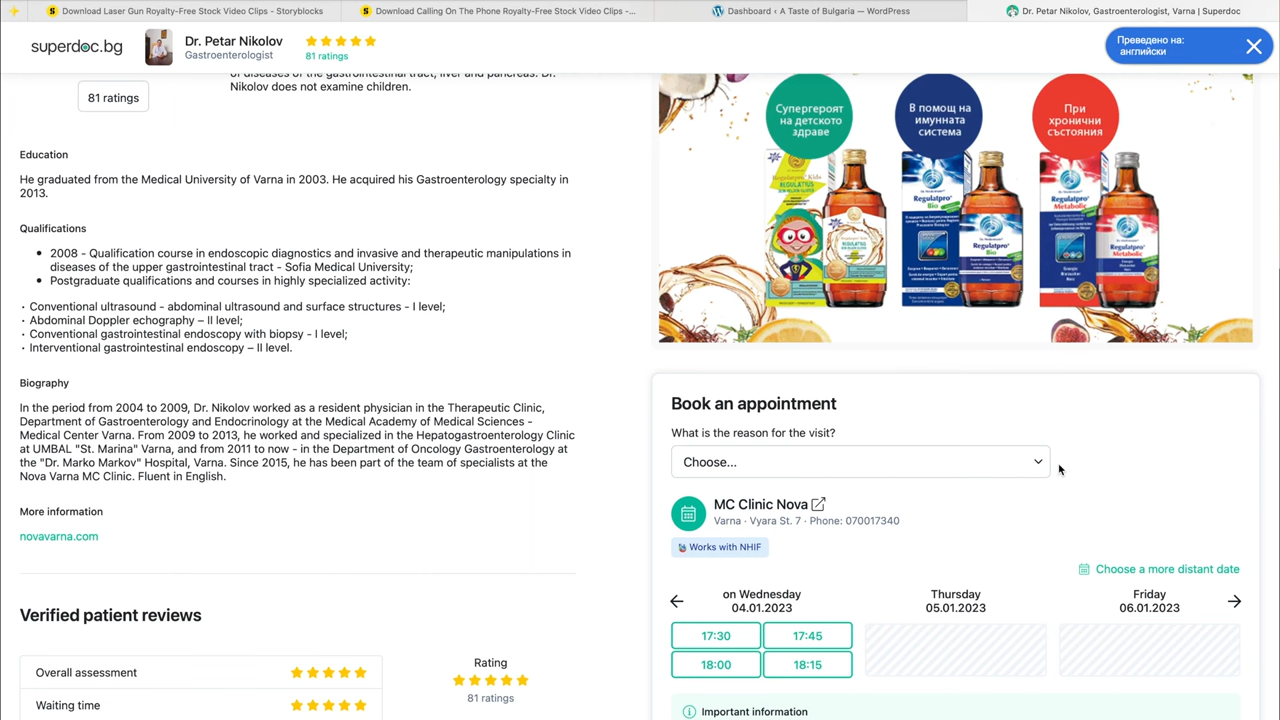 Download Laser Gun Royalty-Free Stock Video Clips - Storyblocks
Download Calling On The Phone Royalty-Free Stock Video Clips -...
Dashboard ‹ A Taste of Bulgaria — WordPress
Dr. Petar Nikolov, Gastroenterologist, Varna | Superdoc
superdoc.bg
Dr. Petar Nikolov
Gastroenterologist
81 ratings
Преведено на:
английски
of diseases of the gastrointestinal tract, liver and pancreas. Dr.
Nikolov does not examine children.
81 ratings
Education
He graduated from the Medical University of Varna in 2003. He acquired his Gastroenterology specialty in
2013.
Qualifications
• 2008 - Qualification course in endoscopic diagnostics and invasive and therapeutic manipulations in
diseases of the upper gastrointestinal tract - Sofia Medical University;
• Postgraduate qualifications and courses in highly specialized activity:
· Conventional ultrasound - abdominal ultrasound and surface structures - I level;
· Abdominal Doppler echography – II level;
· Conventional gastrointestinal endoscopy with biopsy - I level;
· Interventional gastrointestinal endoscopy – II level.
Biography
In the period from 2004 to 2009, Dr. Nikolov worked as a resident physician in the Therapeutic Clinic,
Department of Gastroenterology and Endocrinology at the Medical Academy of Medical Sciences -
Medical Center Varna. From 2009 to 2013, he worked and specialized in the Hepatogastroenterology Clinic
at UMBAL "St. Marina" Varna, and from 2011 to now - in the Department of Oncology Gastroenterology at
the "Dr. Marko Markov" Hospital, Varna. Since 2015, he has been part of the team of specialists at the
Nova Varna MC Clinic. Fluent in English.
More information
novavarna.com
Verified patient reviews
Overall assessment
Waiting time
Rating
81 ratings
Супергероят
на детското
здраве
В помощ на
имунната
система
При
хронични
състояния
REGULATIUS
Regulatpro®
Bio
Regulatpro®
Bio
Regulatpro®
Metabolic
Regulatpro®
Metabolic
Book an appointment
What is the reason for the visit?
Choose...
MC Clinic Nova
Varna · Vyara St. 7 · Phone: 070017340
Works with NHIF
Choose a more distant date
on Wednesday
04.01.2023
Thursday
05.01.2023
Friday
06.01.2023
17:30
17:45
18:00
18:15
Important information